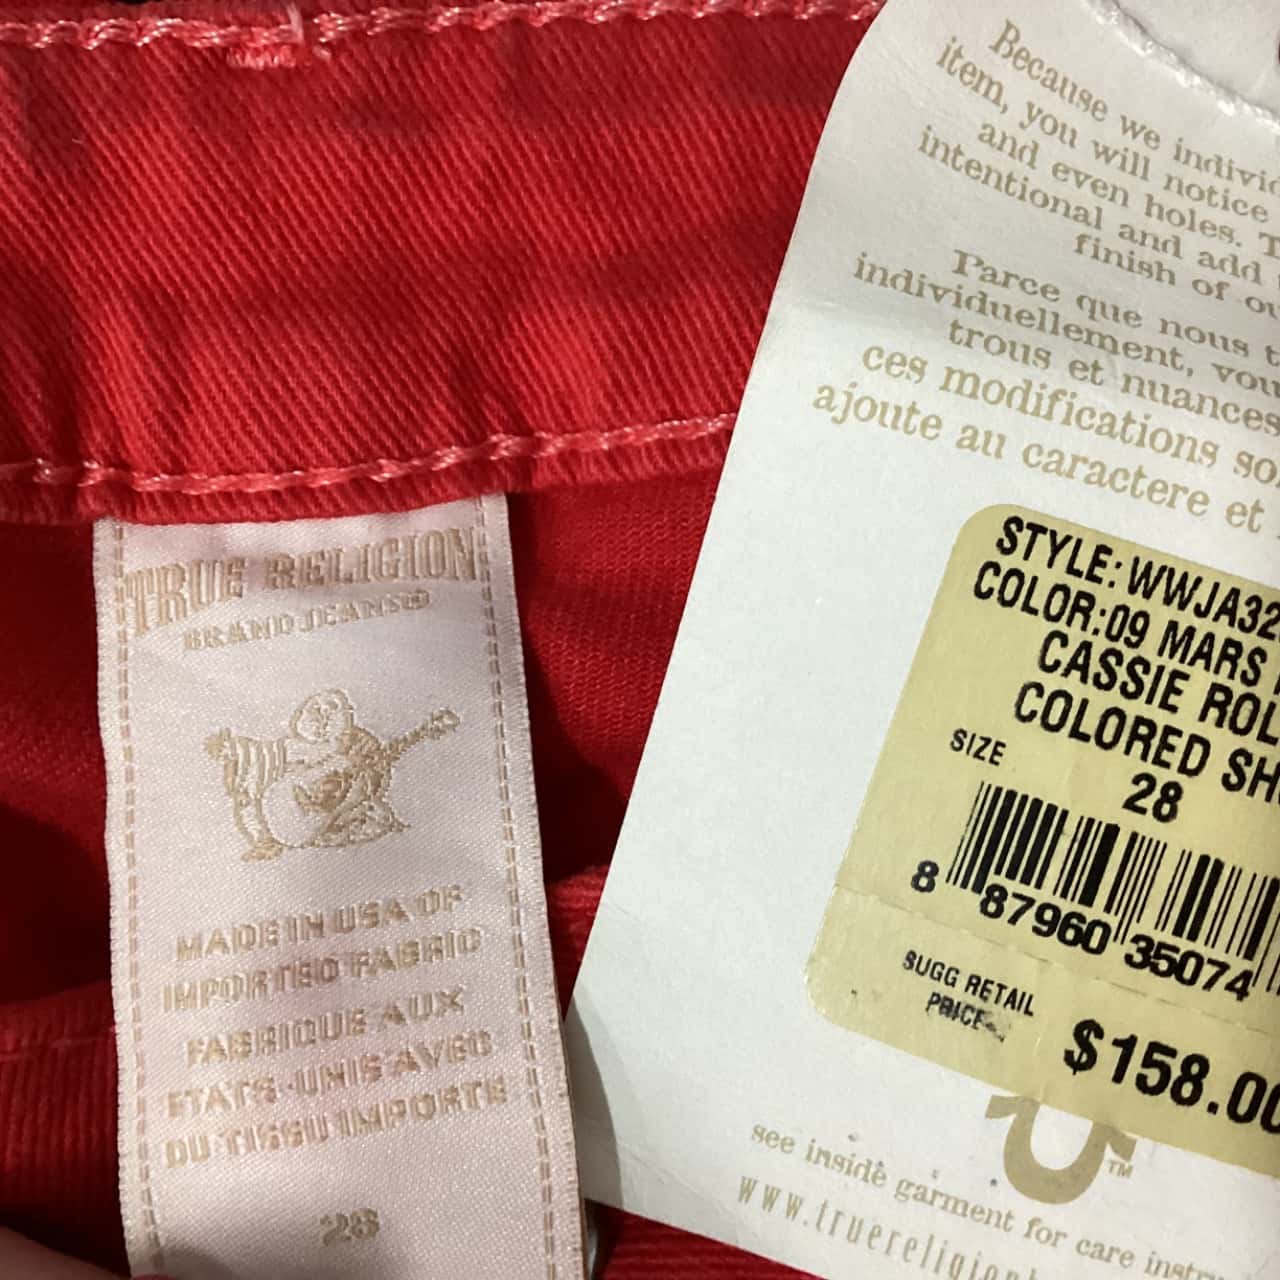 TRUE RELIGION
BRAND JEANS®
MADE IN USA OF
IMPORTED FABRIC
FABRIQUE AUX
ETATS-UNIS AVEC
DU TISSU IMPORTE
28
Because we individ
item, you will notice
and even holes. T
intentional and add
finish of ou
Parce que nous t
individuellement, vou
trous et nuances
ces modifications so
ajoute au caractere et
STYLE: WWJA32
COLOR:09 MARS
CASSIE ROL
COLORED SH
SIZE 28
8 87960 35074
SUGG RETAIL
PRICE
$158.00
TM
see inside garment for care instr
www.truereligion